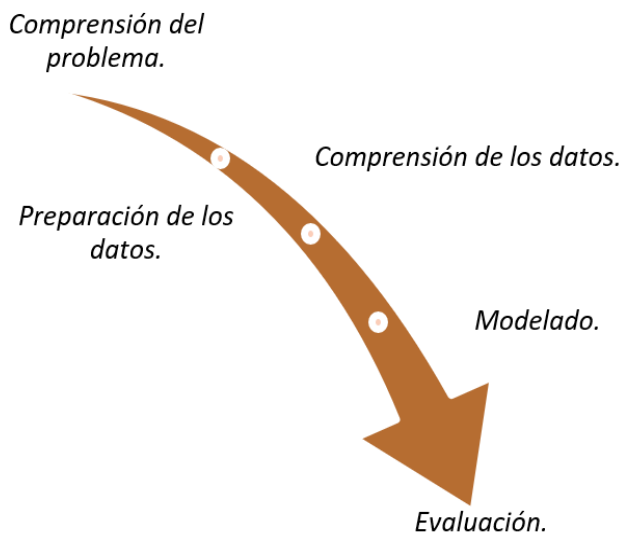 Comprensión del
problema.
Comprensión de los datos.
Preparación de los
datos.
Modelado.
Evaluación.